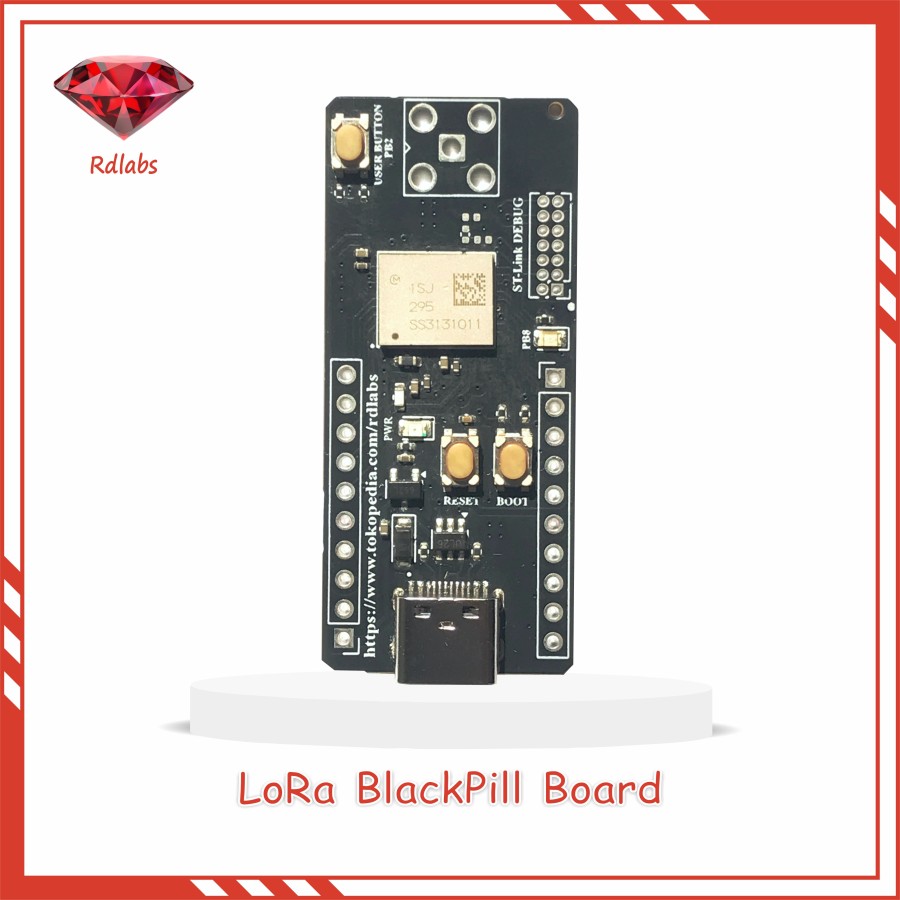 Rdlabs
USER BUTTON
PB2
ST-Link DEBUG
1SJ
295
SS3131011
PB8
https://www.tokopedia.com/rdlabs
PWR
RESET
BOOT
LoRa BlackPill Board